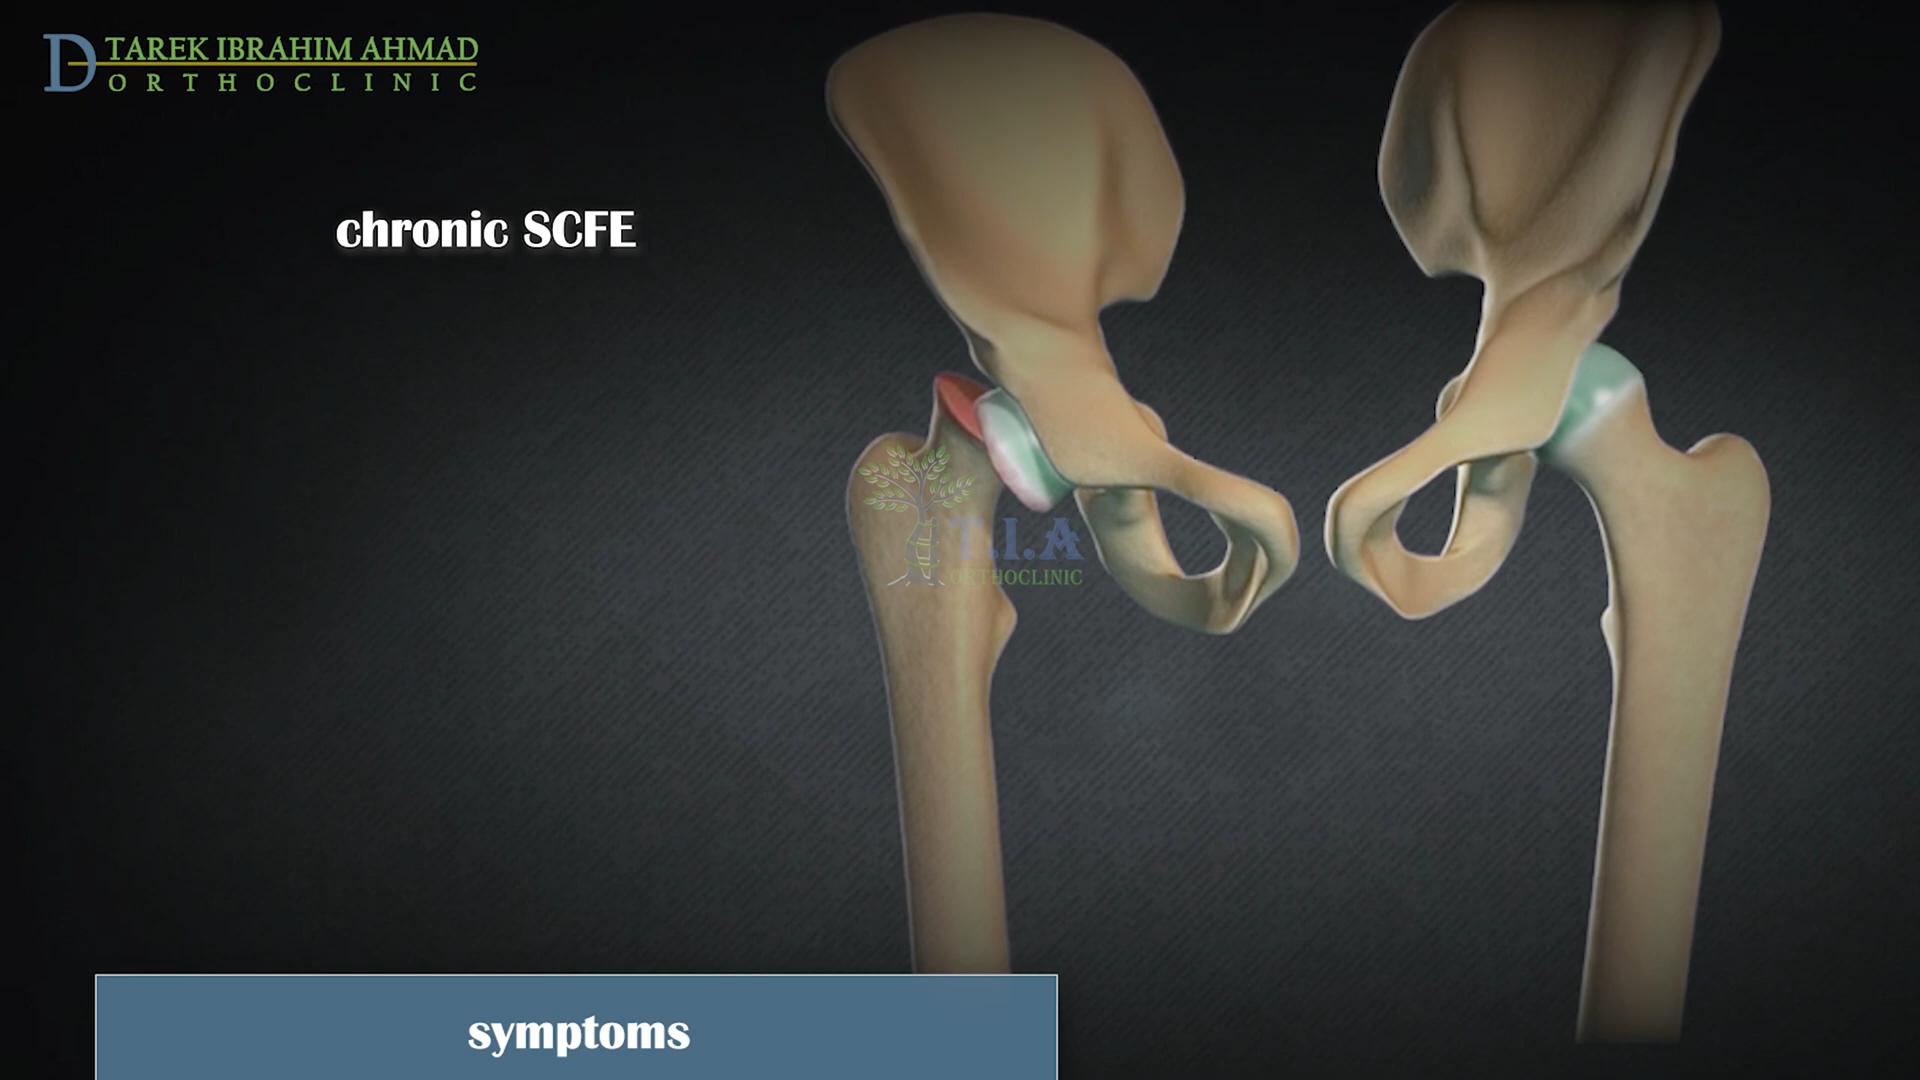 D TAREK IBRAHIM AHMAD
ORTHOCLINIC
chronic SCFE
T.I.A
ORTHOCLINIC
symptoms